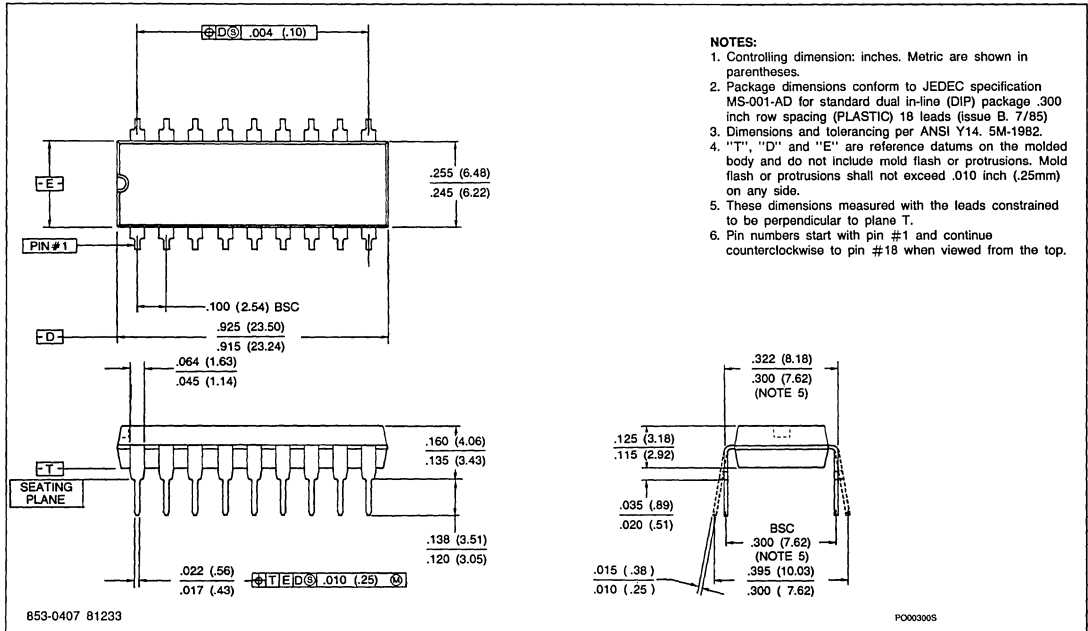 ⌖ D Ⓢ .004 (.10)
NOTES:
1. Controlling dimension: inches. Metric are shown in
parentheses.
2. Package dimensions conform to JEDEC specification
MS-001-AD for standard dual in-line (DIP) package .300
inch row spacing (PLASTIC) 18 leads (issue B. 7/85)
3. Dimensions and tolerancing per ANSI Y14. 5M-1982.
4. "T", "D" and "E" are reference datums on the molded
body and do not include mold flash or protrusions. Mold
flash or protrusions shall not exceed .010 inch (.25mm)
on any side.
5. These dimensions measured with the leads constrained
to be perpendicular to plane T.
6. Pin numbers start with pin #1 and continue
counterclockwise to pin #18 when viewed from the top.
- E -
.255 (6.48)
.245 (6.22)
PIN #1
.100 (2.54) BSC
- D -
.925 (23.50)
.915 (23.24)
.064 (1.63)
.045 (1.14)
.160 (4.06)
.135 (3.43)
- T -
SEATING
PLANE
.138 (3.51)
.120 (3.05)
.022 (.56)
.017 (.43)
⌖ T E D Ⓢ .010 (.25) Ⓜ
.322 (8.18)
.300 (7.62)
(NOTE 5)
.125 (3.18)
.115 (2.92)
.035 (.89)
.020 (.51)
BSC
.300 (7.62)
(NOTE 5)
.395 (10.03)
.300 ( 7.62)
.015 (.38 )
.010 (.25 )
853-0407 81233
PO00300S